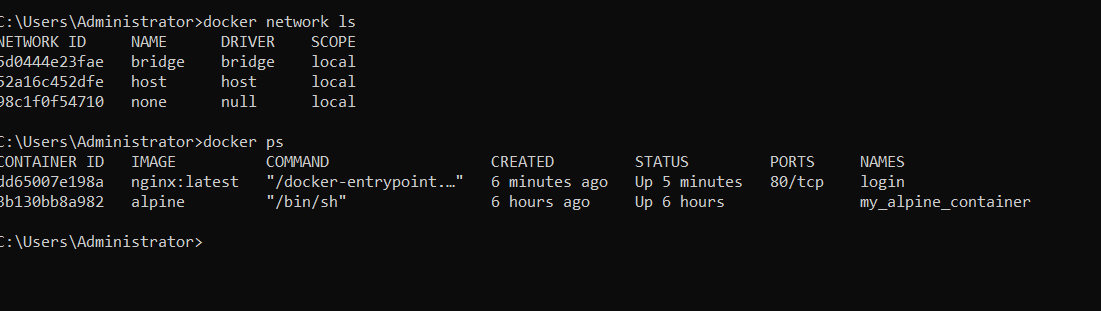 C:\Users\Administrator>docker network ls
NETWORK ID     NAME      DRIVER    SCOPE
5d0444e23fae   bridge    bridge    local
52a16c452dfe   host      host      local
98c1f0f54710   none      null      local
C:\Users\Administrator>docker ps
CONTAINER ID   IMAGE          COMMAND                  CREATED         STATUS         PORTS     NAMES
dd65007e198a   nginx:latest   "/docker-entrypoint.…"   6 minutes ago   Up 5 minutes   80/tcp    login
3b130bb8a982   alpine         "/bin/sh"                6 hours ago     Up 6 hours               my_alpine_container
C:\Users\Administrator>